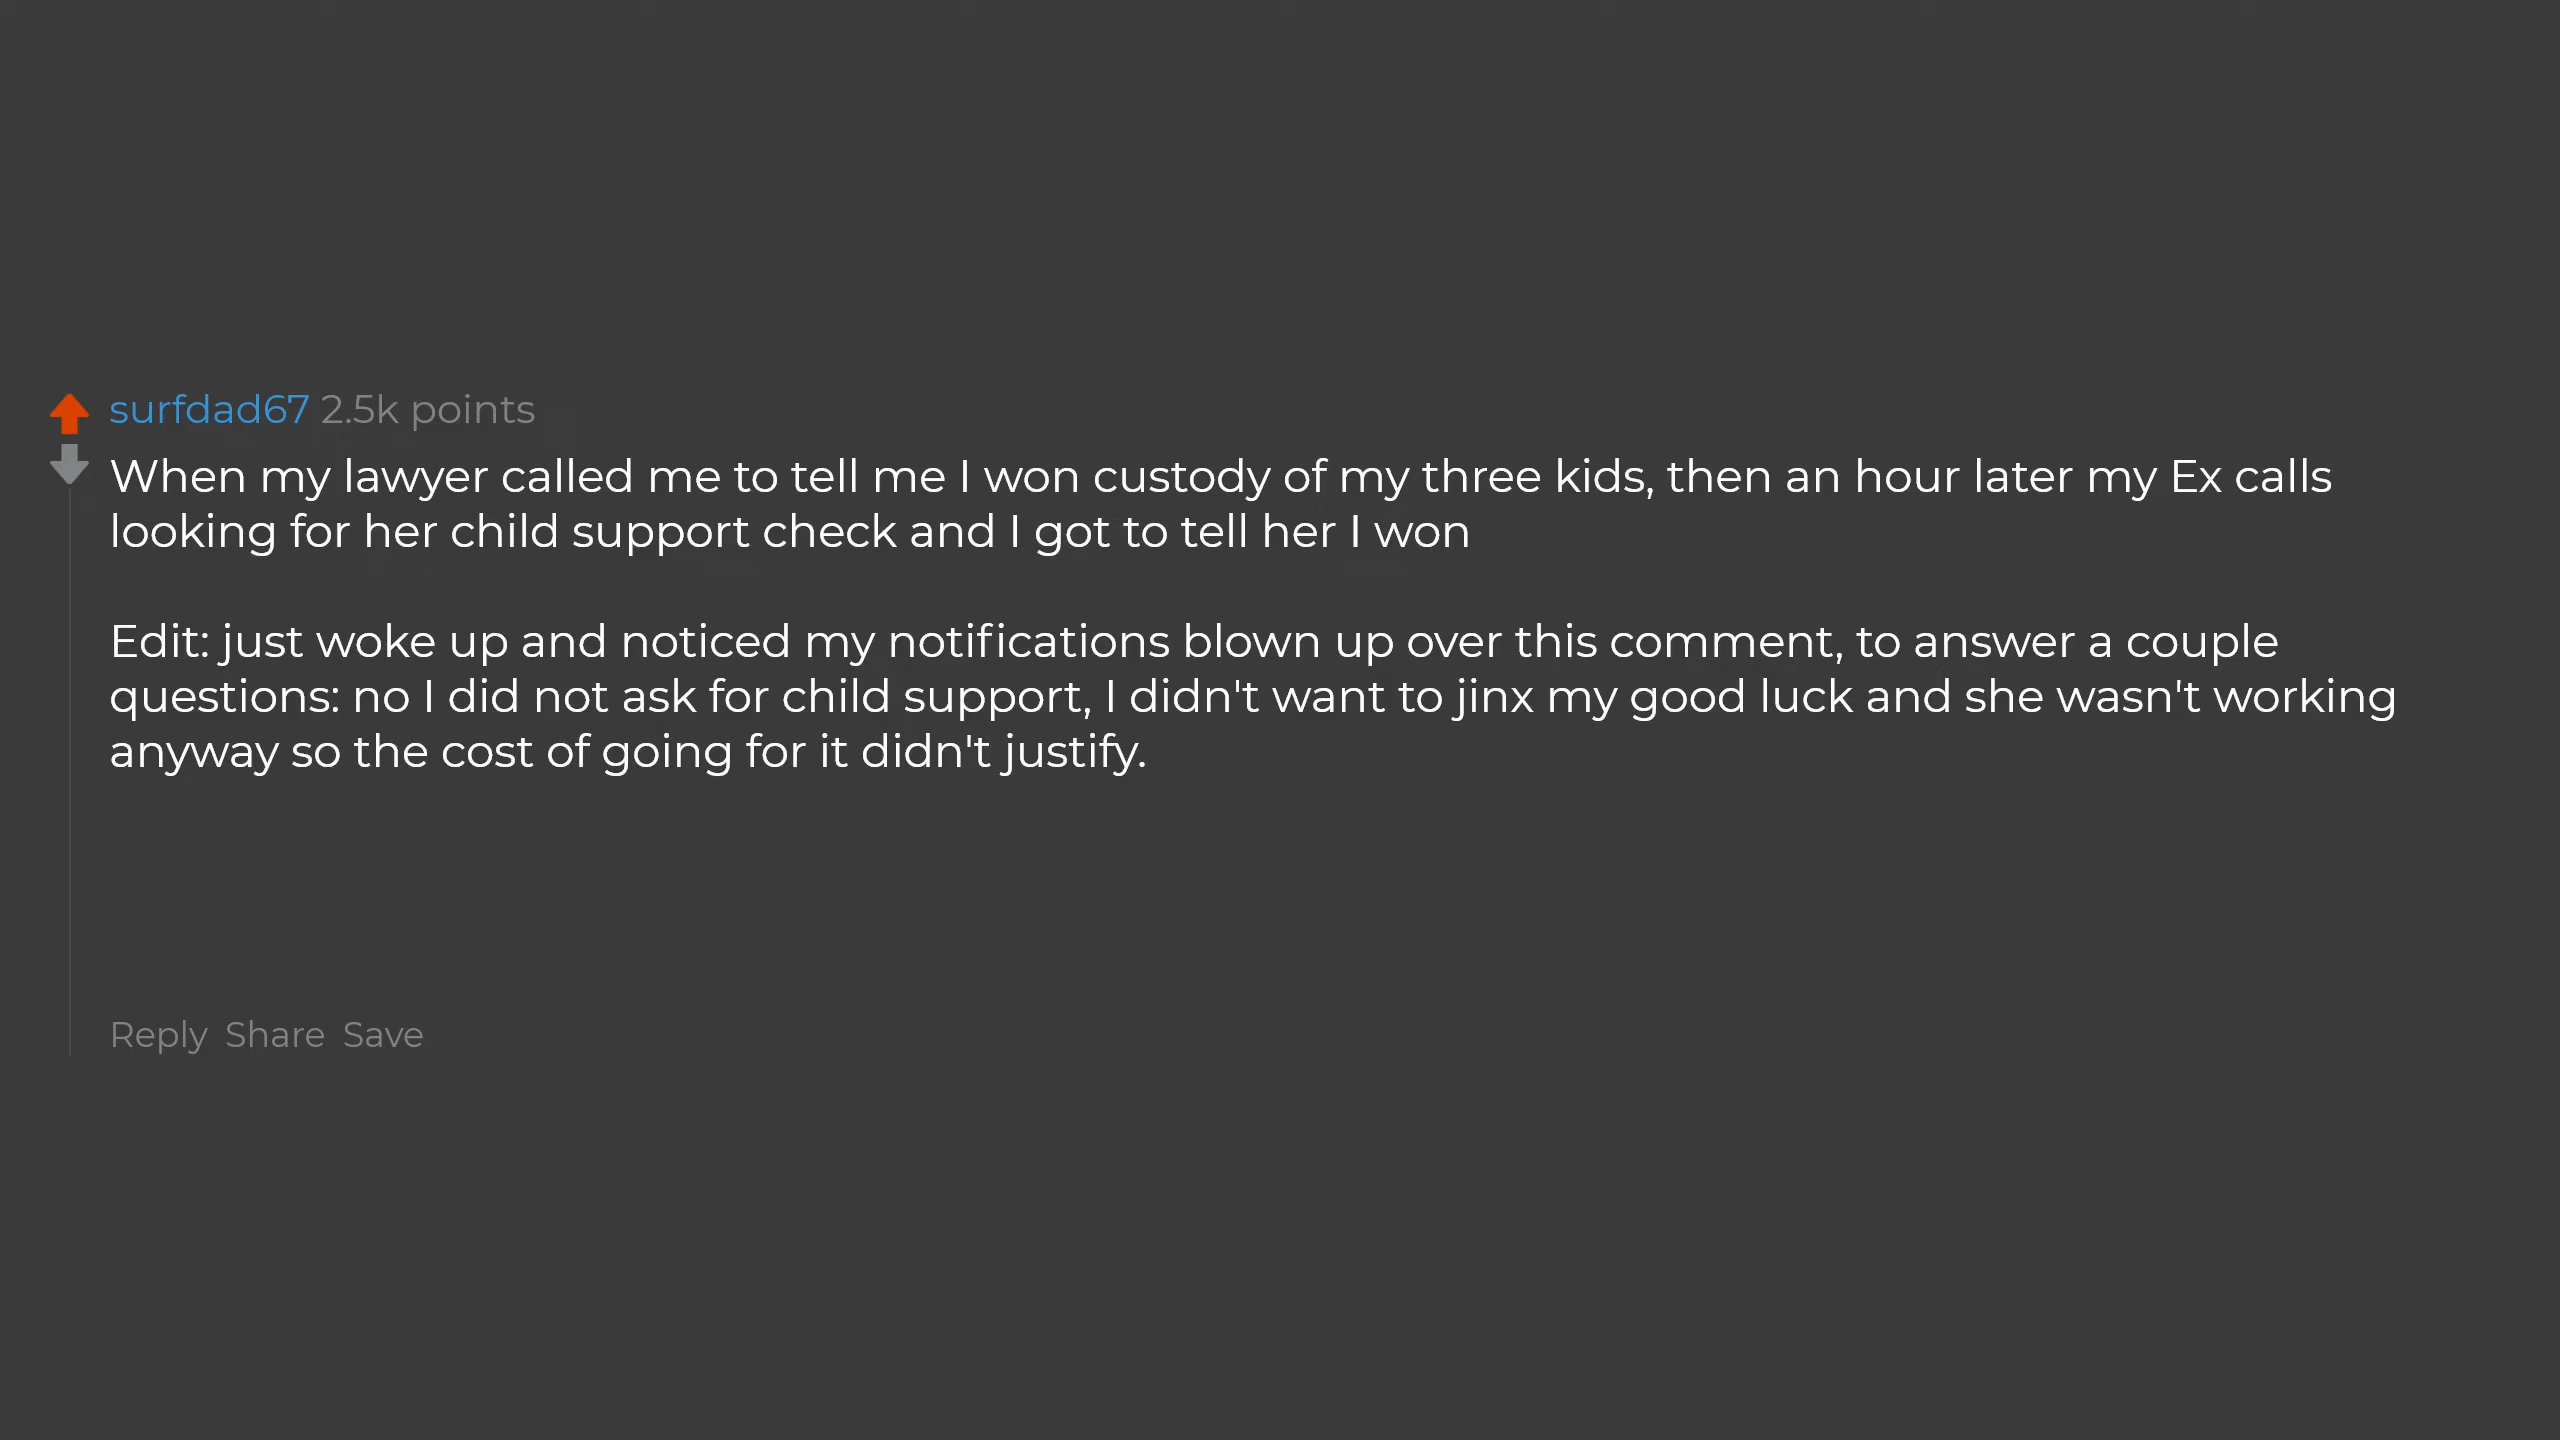 surfdad67 2.5k points
When my lawyer called me to tell me I won custody of my three kids, then an hour later my Ex calls
looking for her child support check and I got to tell her I won
Edit: just woke up and noticed my notifications blown up over this comment, to answer a couple
questions: no I did not ask for child support, I didn't want to jinx my good luck and she wasn't working
anyway so the cost of going for it didn't justify.
Reply Share Save